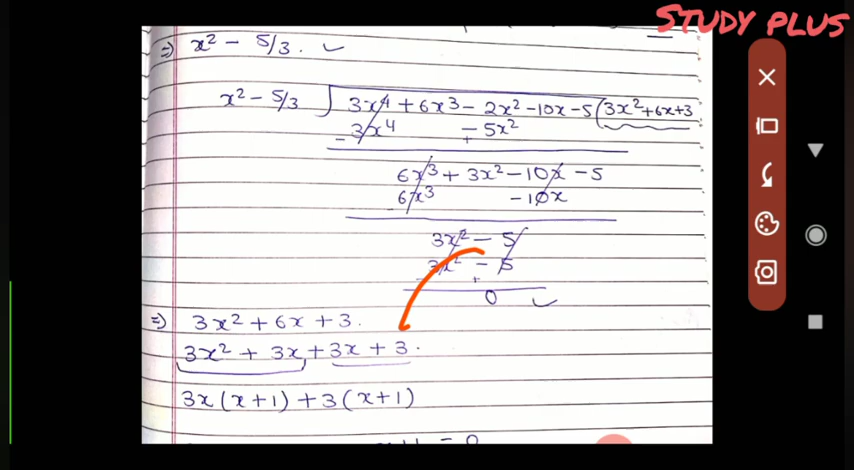 STUDY PLUS
⇒) x² - 5/3. ✓
x² - 5/3 ) 3x⁴ + 6x³ - 2x² - 10x - 5 ( 3x² + 6x + 3
- 3x⁴ - 5x²
+
6x³ + 3x² - 10x - 5
- 6x³ - 10x
3x² - 5
- 3x² - 5
+
0 ✓
⇒) 3x² + 6x + 3.
3x² + 3x + 3x + 3.
3x (x+1) + 3 (x+1)
= 0